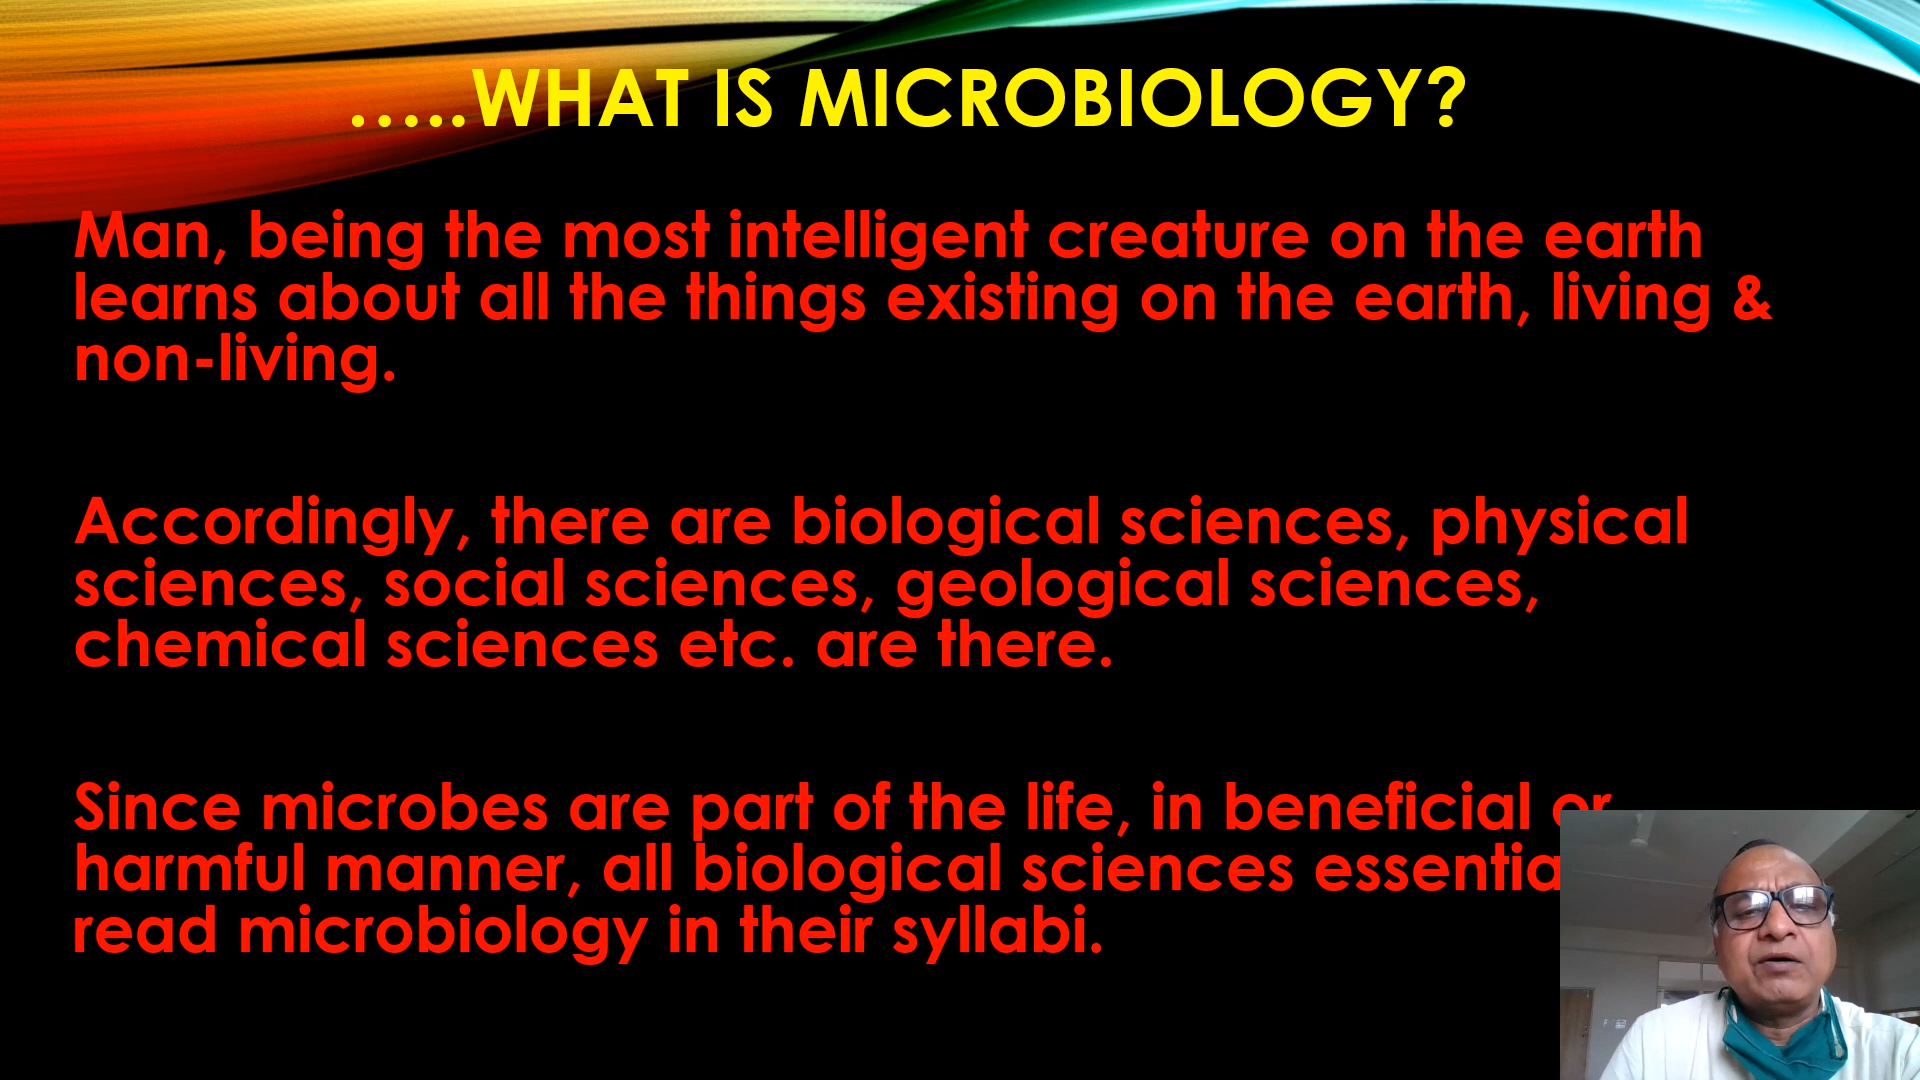 …..WHAT IS MICROBIOLOGY?
Man, being the most intelligent creature on the earth
learns about all the things existing on the earth, living &
non-living.
Accordingly, there are biological sciences, physical
sciences, social sciences, geological sciences,
chemical sciences etc. are there.
Since microbes are part of the life, in beneficial or
harmful manner, all biological sciences
read microbiology in their syllabi.